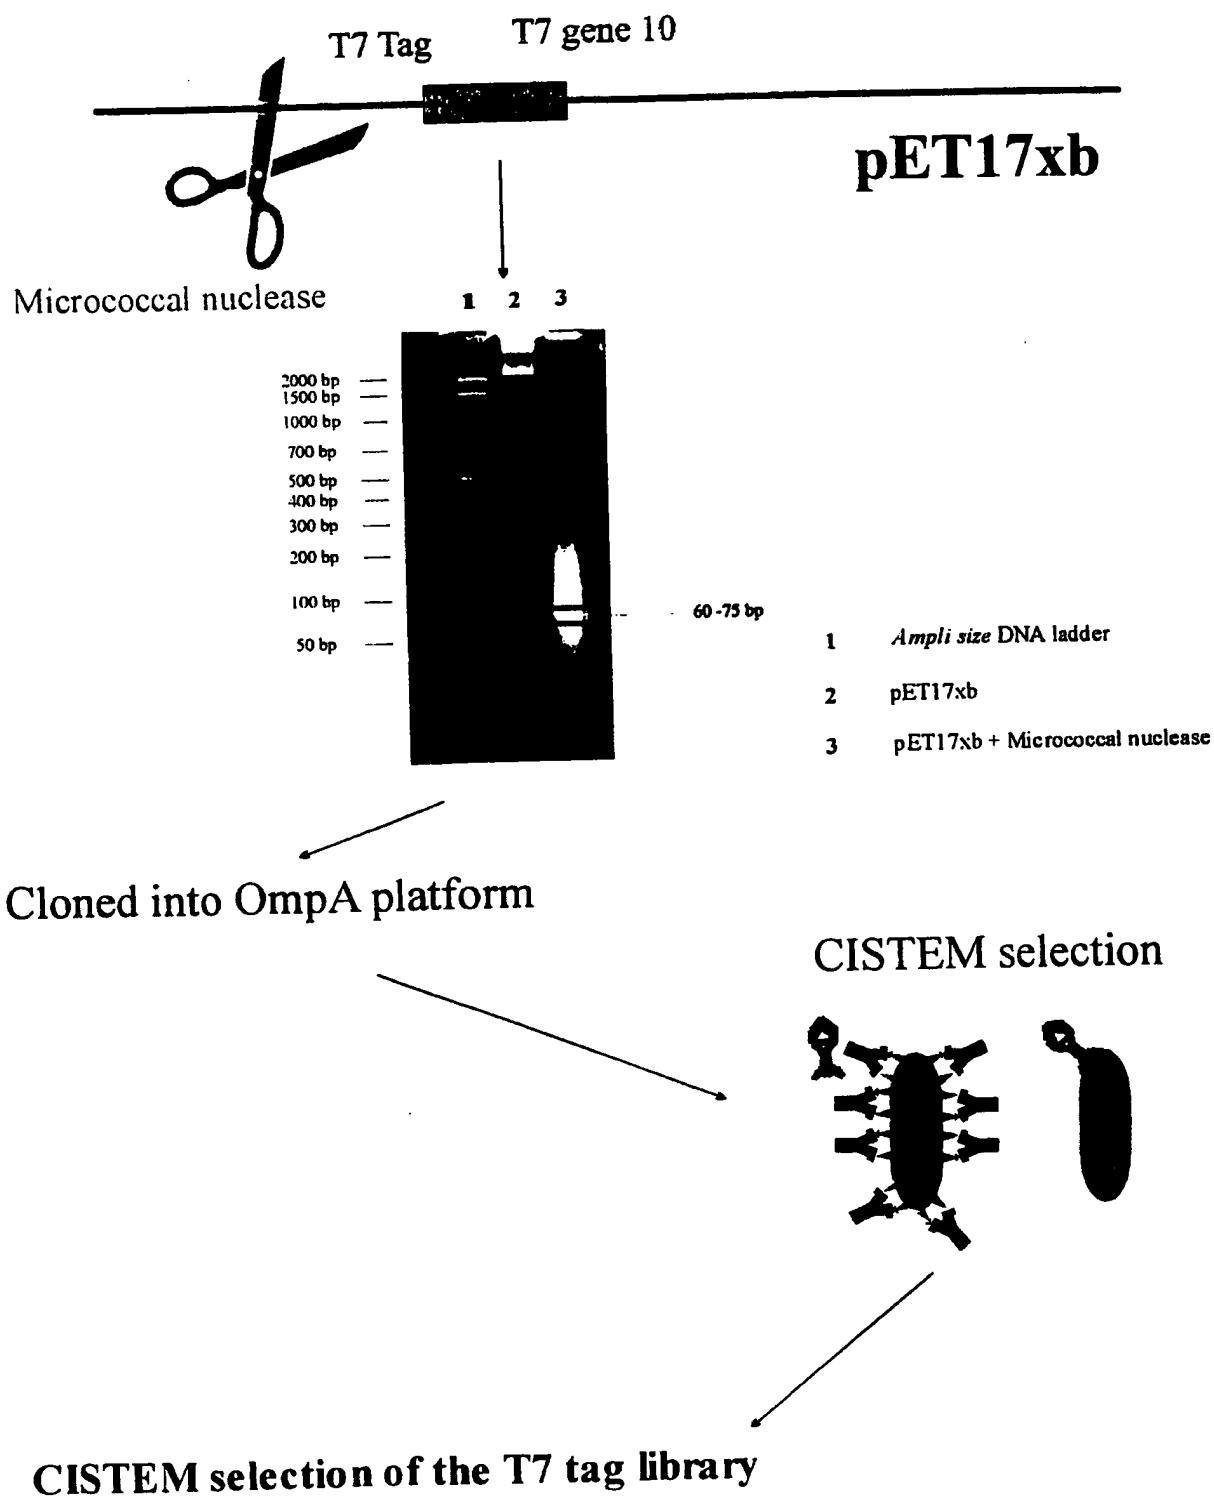 T7 Tag
T7 gene 10
pET17xb
Micrococcal nuclease
1 2 3
2000 bp
1500 bp
1000 bp
700 bp
500 bp
400 bp
300 bp
200 bp
100 bp
50 bp
60-75 bp
1 Ampli size DNA ladder
2 pET17xb
3 pET17xb + Micrococcal nuclease
Cloned into OmpA platform
CISTEM selection
CISTEM selection of the T7 tag library